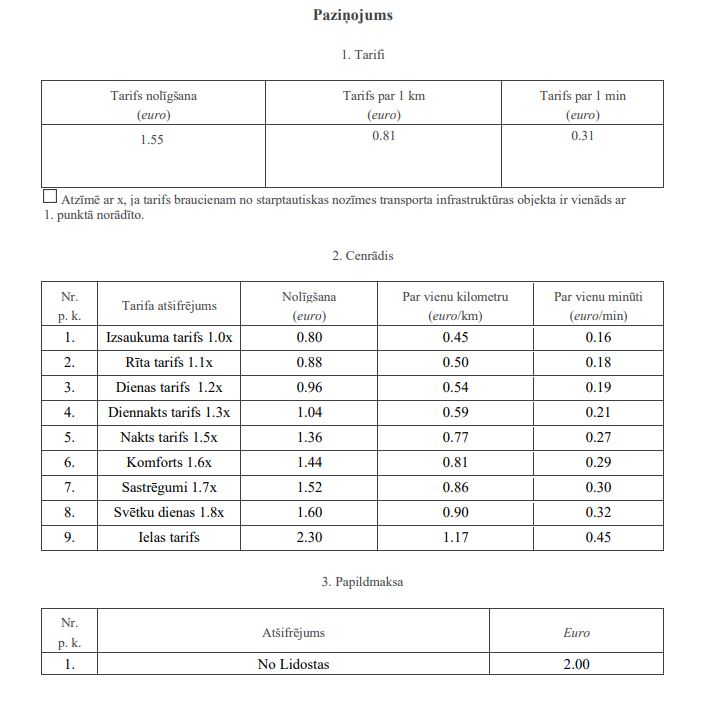 Paziņojums
1. Tarifi
Tarifs nolīgšana
(euro)
Tarifs par 1 km
(euro)
Tarifs par 1 min
(euro)
1.55
0.81
0.31
Atzīmē ar x, ja tarifs braucienam no starptautiskas nozīmes transporta infrastruktūras objekta ir vienāds ar
1. punktā norādīto.
2. Cenrādis
Nr.
p. k.
Tarifa atšifrējums
Nolīgšana
(euro)
Par vienu kilometru
(euro/km)
Par vienu minūti
(euro/min)
1. Izsaukuma tarifs 1.0x 0.80 0.45 0.16
2. Rīta tarifs 1.1x 0.88 0.50 0.18
3. Dienas tarifs 1.2x 0.96 0.54 0.19
4. Diennakts tarifs 1.3x 1.04 0.59 0.21
5. Nakts tarifs 1.5x 1.36 0.77 0.27
6. Komforts 1.6x 1.44 0.81 0.29
7. Sastrēgumi 1.7x 1.52 0.86 0.30
8. Svētku dienas 1.8x 1.60 0.90 0.32
9. Ielas tarifs 2.30 1.17 0.45
3. Papildmaksa
Nr.
p. k.
Atšifrējums
Euro
1. No Lidostas 2.00